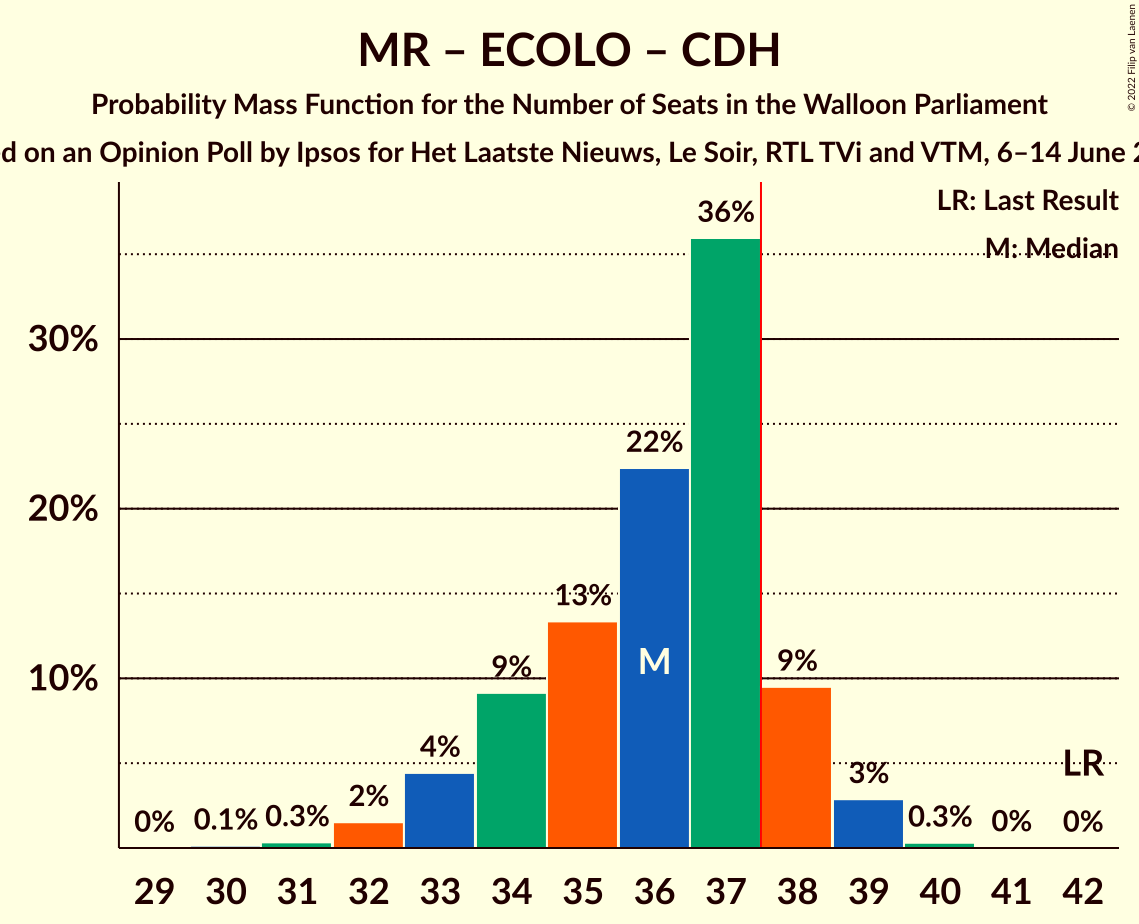 MR – ECOLO – CDH
Probability Mass Function for the Number of Seats in the Walloon Parliament
on an Opinion Poll by Ipsos for Het Laatste Nieuws, Le Soir, RTL TVi and VTM, 6–14 June
© 2022 Filip van Laenen
LR: Last Result
M: Median
36%
30%
22%
20%
13%
M
10%
9%
9%
4%
LR
3%
2%
0%
0.1%
0.3%
0.3%
0%
0%
29 30 31 32 33 34 35 36 37 38 39 40 41 42